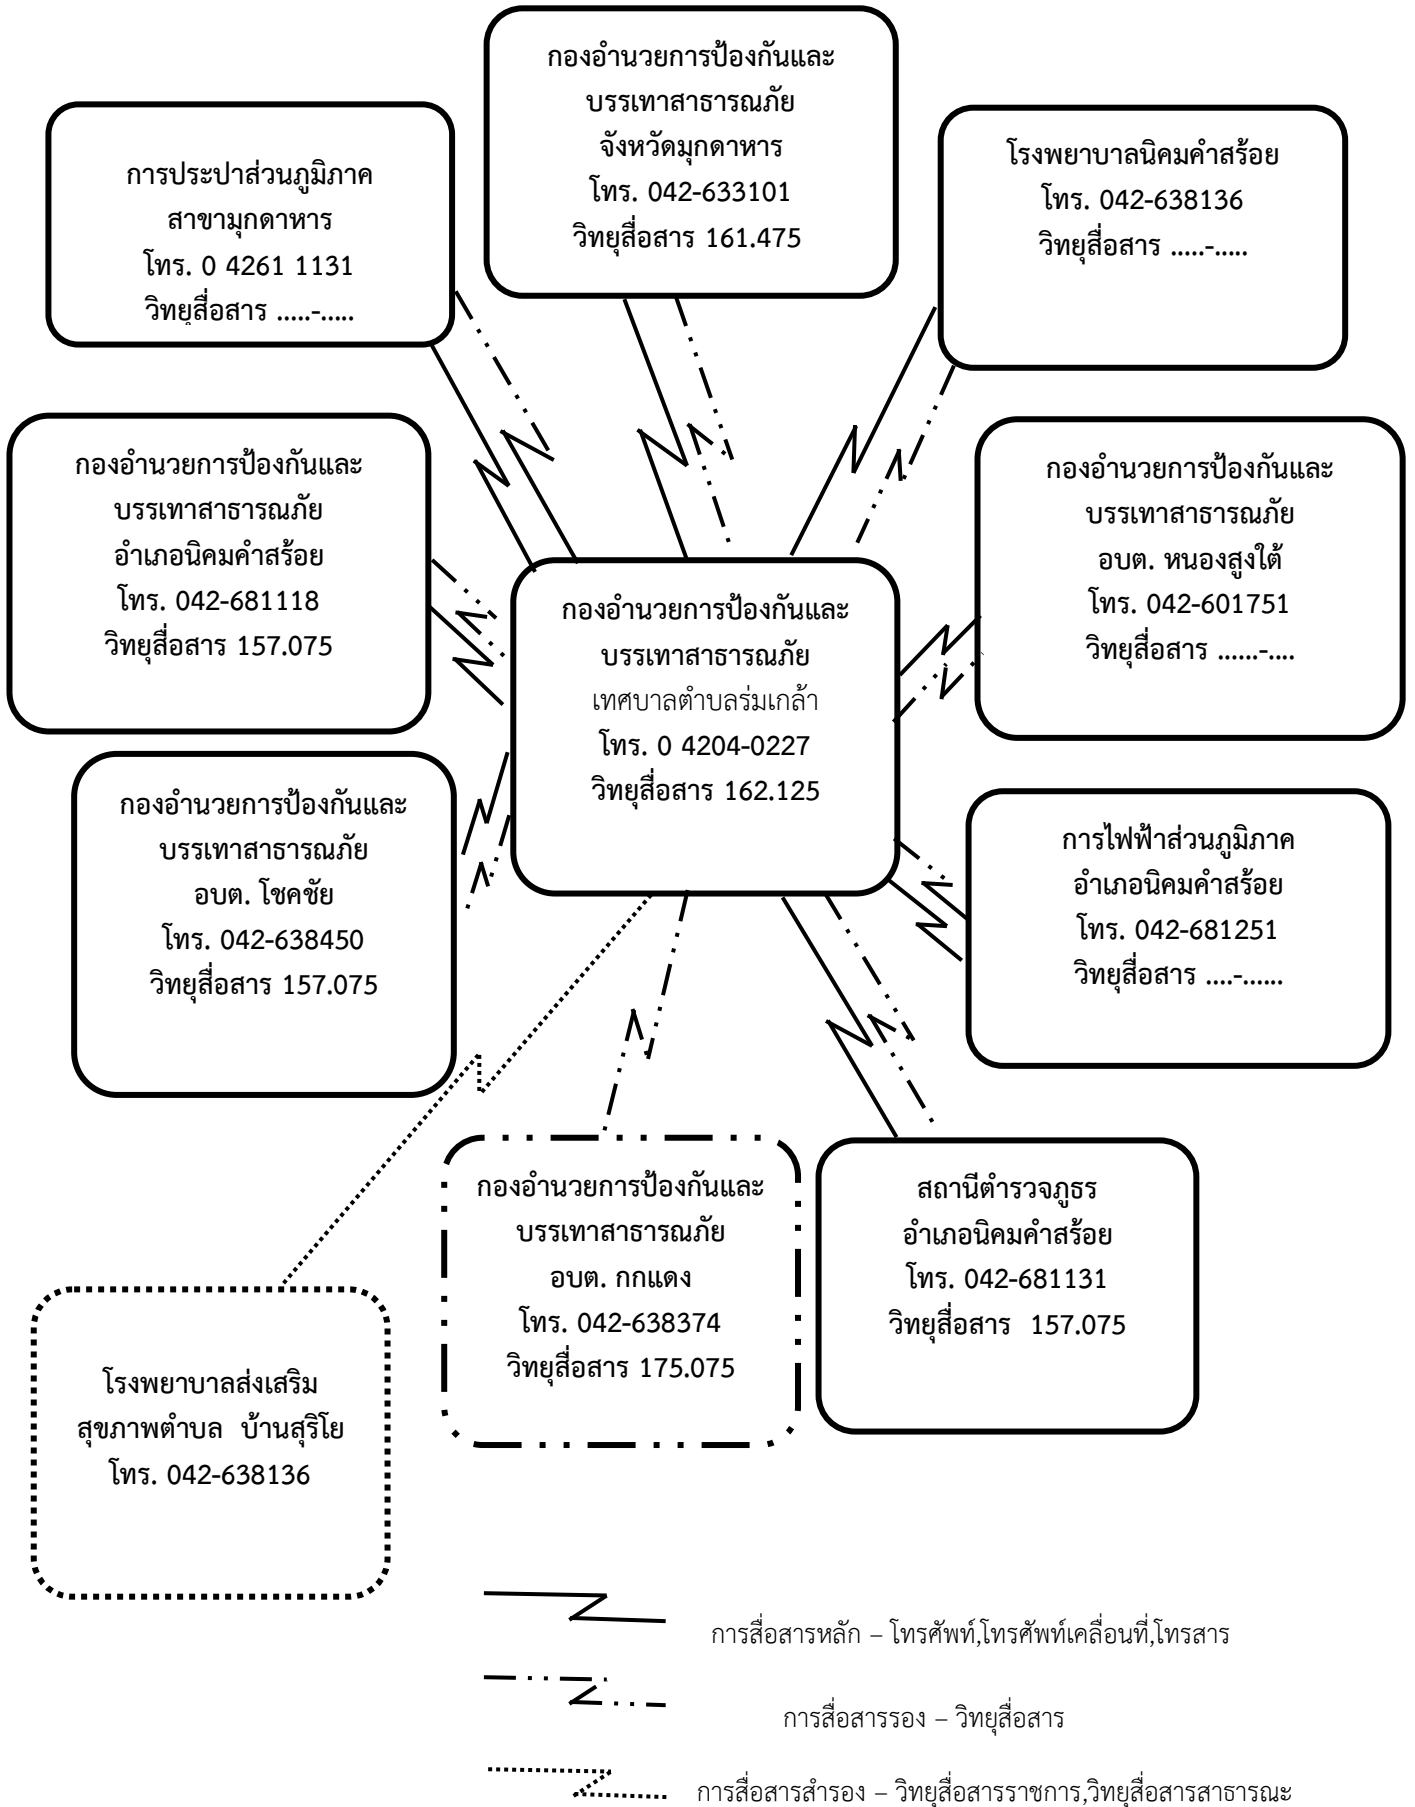 กองอำนวยการป้องกันและ
บรรเทาสาธารณภัย
จังหวัดมุกดาหาร
โทร. 042-633101
วิทยุสื่อสาร 161.475
การประปาส่วนภูมิภาค
สาขามุกดาหาร
โทร. 0 4261 1131
วิทยุสื่อสาร .....-.....
โรงพยาบาลนิคมคำสร้อย
โทร. 042-638136
วิทยุสื่อสาร .....-.....
กองอำนวยการป้องกันและ
บรรเทาสาธารณภัย
อำเภอนิคมคำสร้อย
โทร. 042-681118
วิทยุสื่อสาร 157.075
กองอำนวยการป้องกันและ
บรรเทาสาธารณภัย
อบต. หนองสูงใต้
โทร. 042-601751
วิทยุสื่อสาร ......-....
กองอำนวยการป้องกันและ
บรรเทาสาธารณภัย
เทศบาลตำบลร่มเกล้า
โทร. 0 4204-0227
วิทยุสื่อสาร 162.125
กองอำนวยการป้องกันและ
บรรเทาสาธารณภัย
อบต. โชคชัย
โทร. 042-638450
วิทยุสื่อสาร 157.075
การไฟฟ้าส่วนภูมิภาค
อำเภอนิคมคำสร้อย
โทร. 042-681251
วิทยุสื่อสาร ....-......
กองอำนวยการป้องกันและ
บรรเทาสาธารณภัย
อบต. กกแดง
โทร. 042-638374
วิทยุสื่อสาร 175.075
สถานีตำรวจภูธร
อำเภอนิคมคำสร้อย
โทร. 042-681131
วิทยุสื่อสาร 157.075
โรงพยาบาลส่งเสริม
สุขภาพตำบล บ้านสุริโย
โทร. 042-638136
การสื่อสารหลัก – โทรศัพท์,โทรศัพท์เคลื่อนที่,โทรสาร
การสื่อสารรอง – วิทยุสื่อสาร
การสื่อสารสำรอง – วิทยุสื่อสารราชการ,วิทยุสื่อสารสาธารณะ